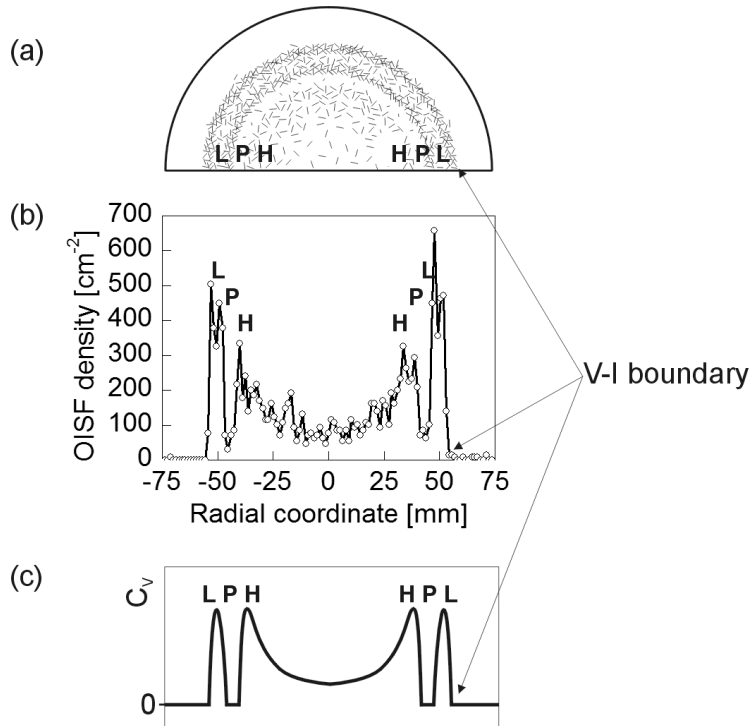 (a)
L P H H P L
(b)
OISF density [cm-2]
700
600
500
400
300
200
100
0
L
P
H
H
P
L
-75 -50 -25 0 25 50 75
Radial coordinate [mm]
V-I boundary
(c)
CV
L P H H P L
0